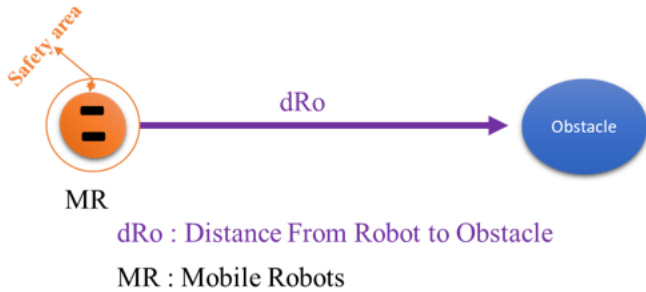 Safety area
dRo
Obstacle
MR
dRo : Distance From Robot to Obstacle
MR : Mobile Robots